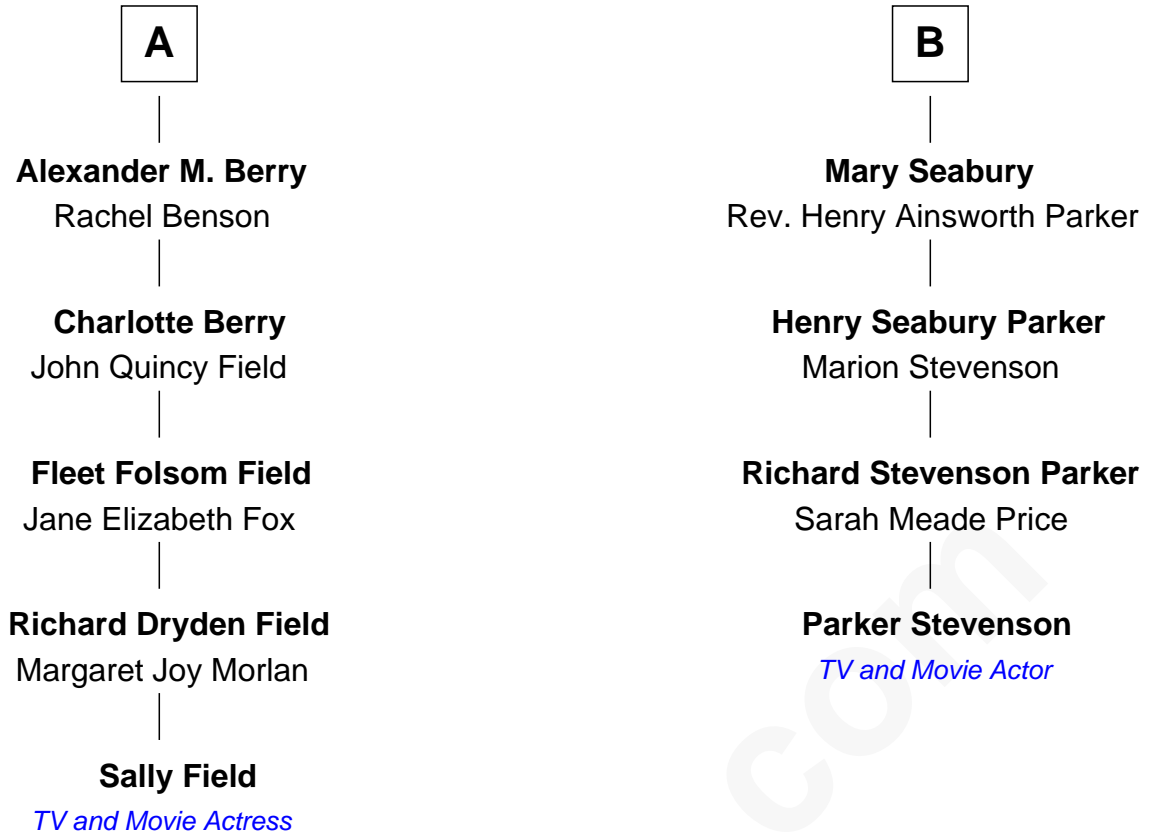 A
Alexander M. Berry
Rachel Benson
Charlotte Berry
John Quincy Field
Fleet Folsom Field
Jane Elizabeth Fox
Richard Dryden Field
Margaret Joy Morlan
Sally Field
TV and Movie Actress
B
Mary Seabury
Rev. Henry Ainsworth Parker
Henry Seabury Parker
Marion Stevenson
Richard Stevenson Parker
Sarah Meade Price
Parker Stevenson
TV and Movie Actor
com